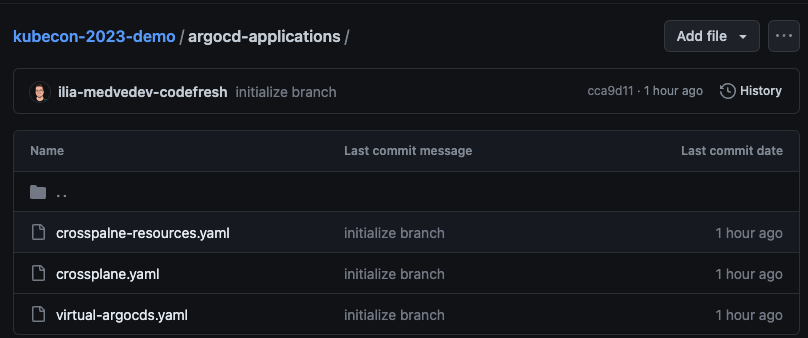 kubecon-2023-demo / argocd-applications / Add file ...
ilia-medvedev-codefresh initialize branch cca9d11 · 1 hour ago History
Name Last commit message Last commit date
..
crosspalne-resources.yaml initialize branch 1 hour ago
crossplane.yaml initialize branch 1 hour ago
virtual-argocds.yaml initialize branch 1 hour ago